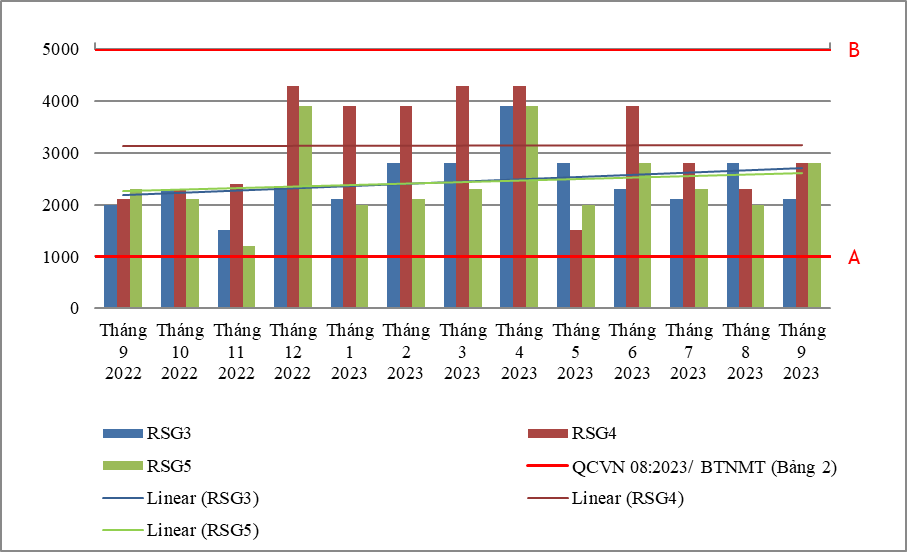 5000
B
4000
3000
2000
1000
A
0
Tháng 9 2022
Tháng 10 2022
Tháng 11 2022
Tháng 12 2022
Tháng 1 2023
Tháng 2 2023
Tháng 3 2023
Tháng 4 2023
Tháng 5 2023
Tháng 6 2023
Tháng 7 2023
Tháng 8 2023
Tháng 9 2023
RSG3
RSG4
RSG5
QCVN 08:2023/ BTNMT (Bảng 2)
Linear (RSG3)
Linear (RSG4)
Linear (RSG5)